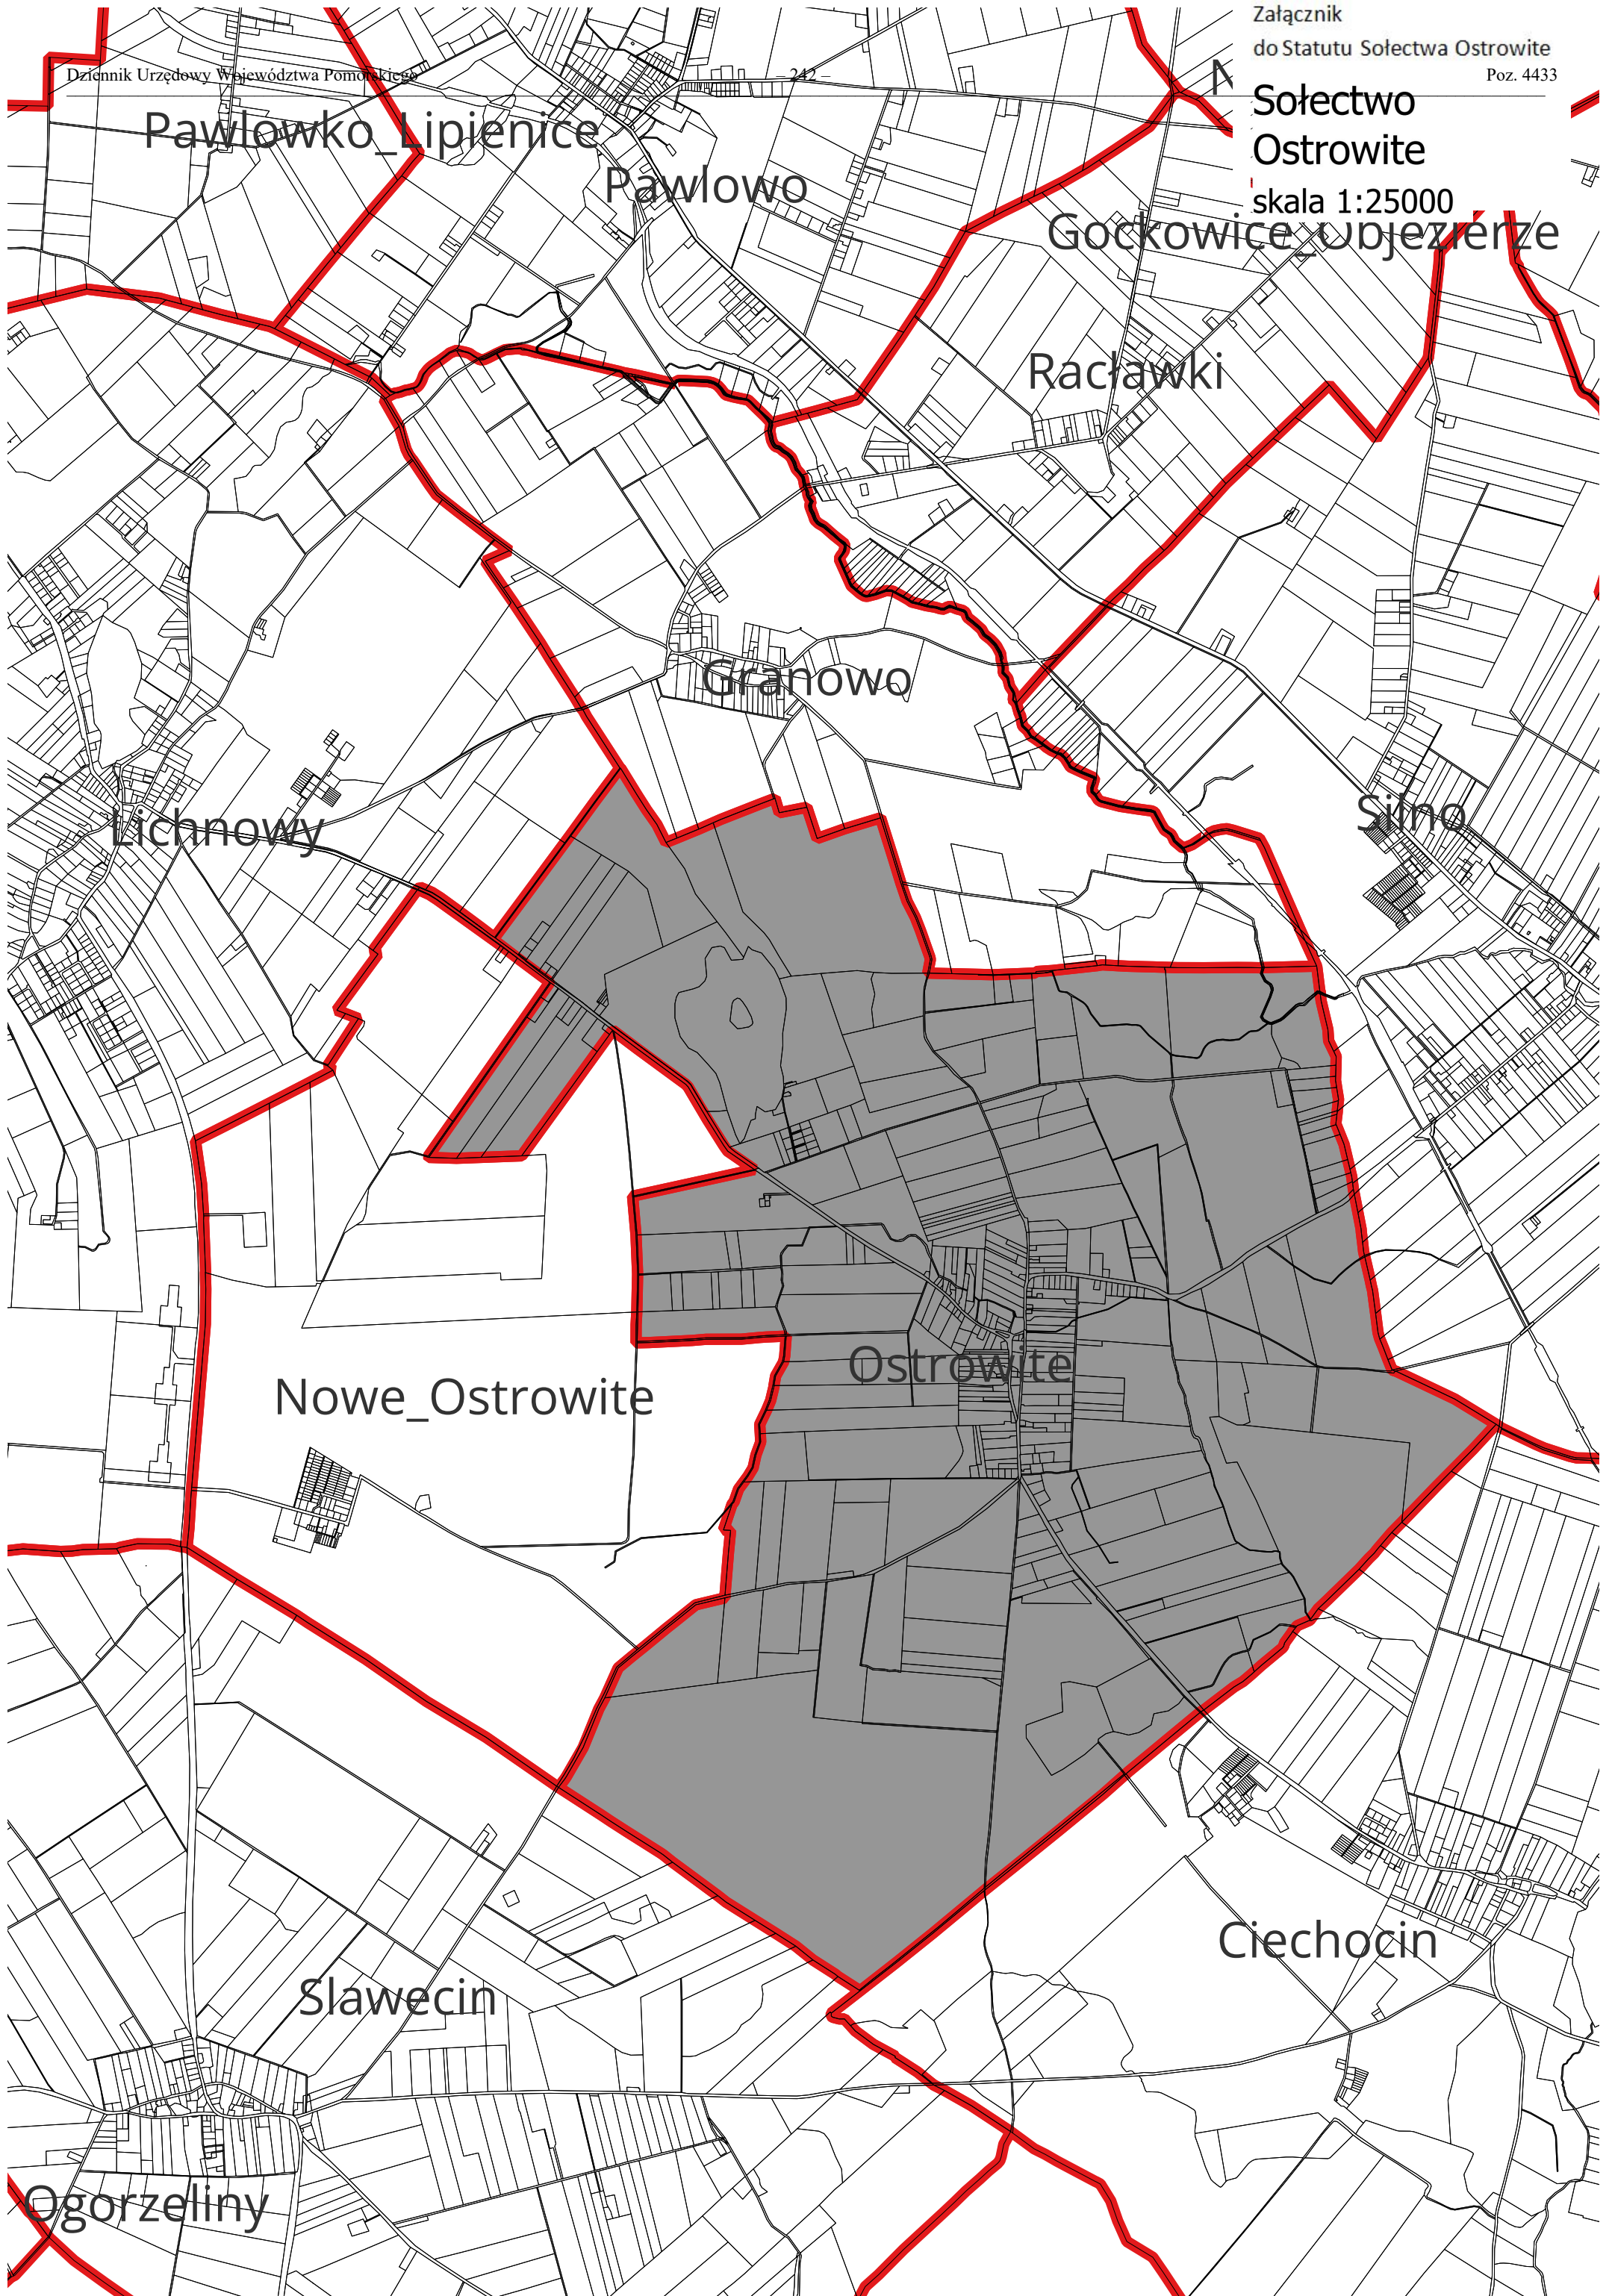 Załącznik
do Statutu Sołectwa Ostrowite
Dziennik Urzędowy Województwa Pomorskiego
– 242 –
Poz. 4433
Sołectwo
Ostrowite
skala 1:25000
Pawlowko_Lipienice
Pawlowo
Gockowice_Objezierze
Racławki
Granowo
Lichnowy
Silno
Ostrowite
Nowe_Ostrowite
Ciechocin
Slawecin
Ogorzeliny